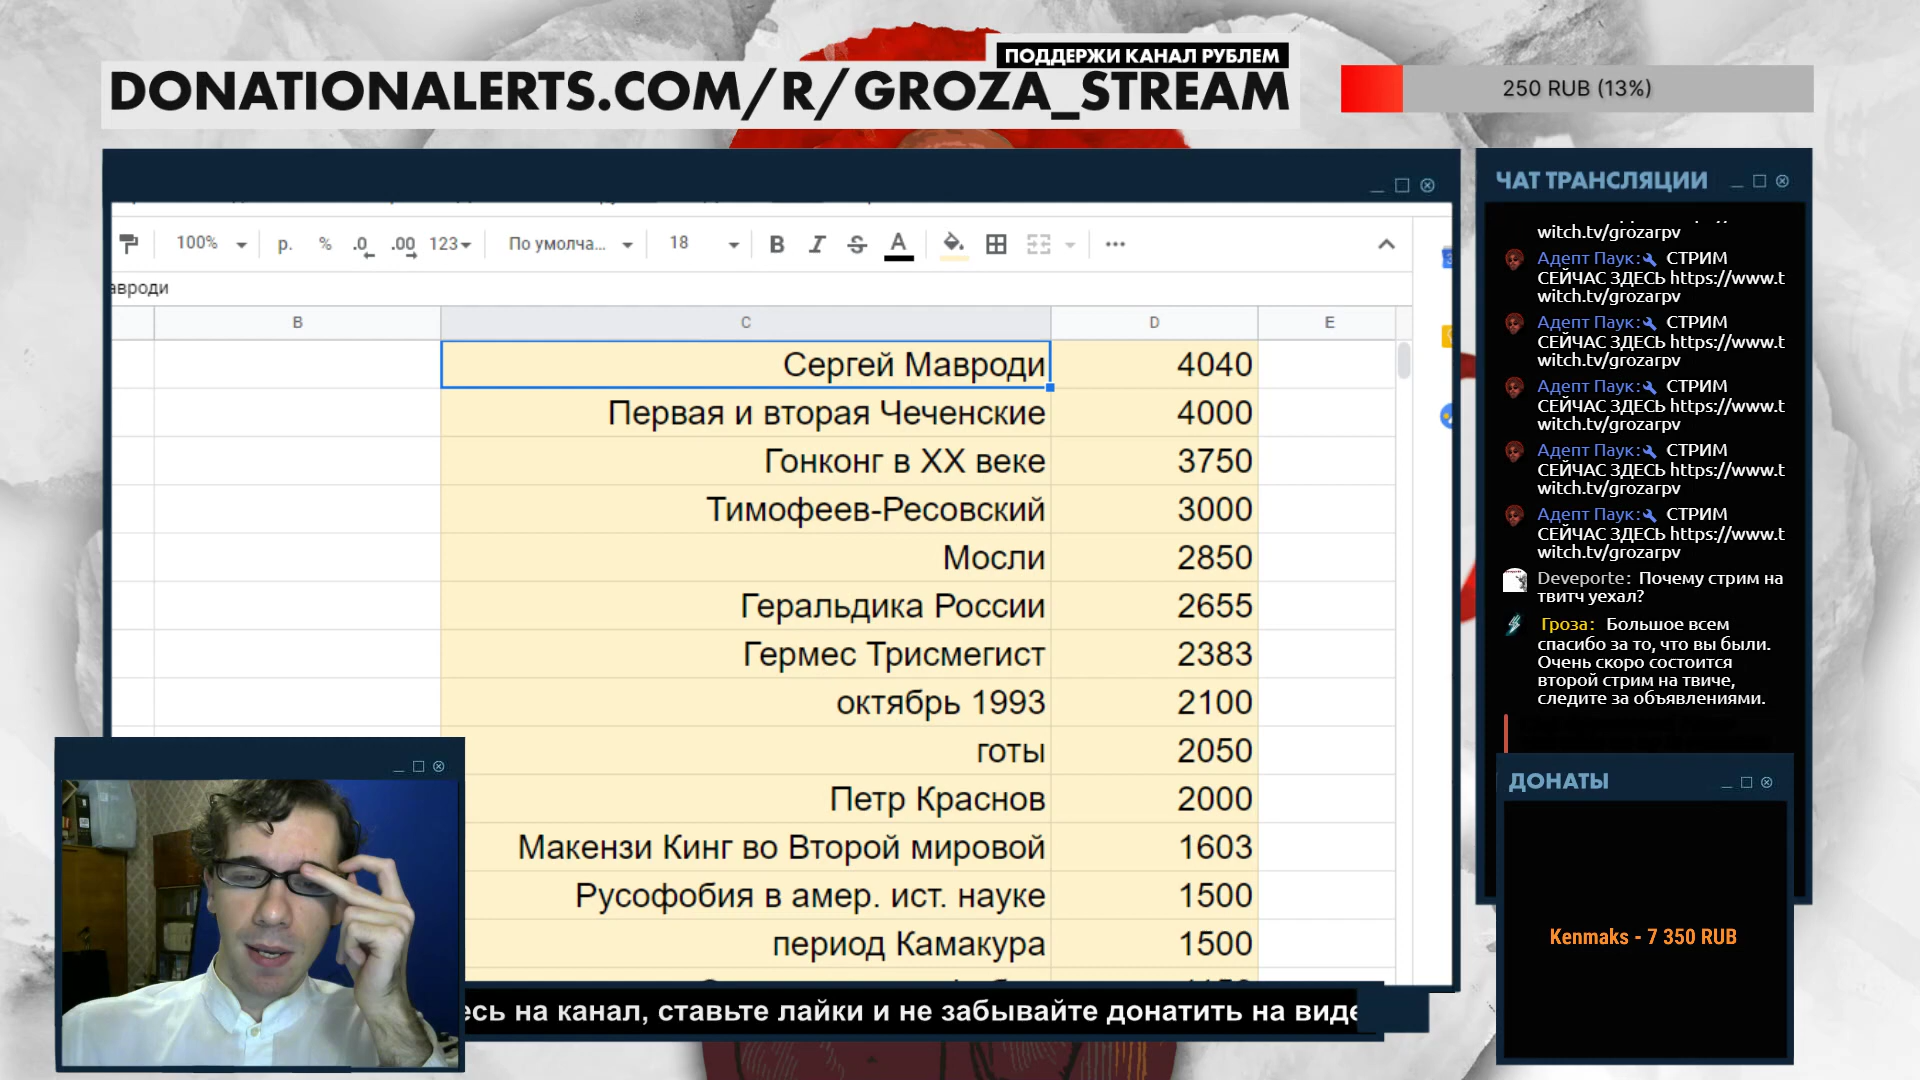 ПОДДЕРЖИ КАНАЛ РУБЛЕМ
DONATIONALERTS.COM/R/GROZA_STREAM
250 RUB (13%)
100%
р.
%
.0
.00
123
По умолча...
18
B
I
S
A
авроди
B
C
D
E
Сергей Мавроди 4040
Первая и вторая Чеченские 4000
Гонконг в XX веке 3750
Тимофеев-Ресовский 3000
Мосли 2850
Геральдика России 2655
Гермес Трисмегист 2383
октябрь 1993 2100
готы 2050
Петр Краснов 2000
Макензи Кинг во Второй мировой 1603
Русофобия в амер. ист. науке 1500
период Камакура 1500
есь на канал, ставьте лайки и не забывайте донатить на виде
ЧАТ ТРАНСЛЯЦИИ
witch.tv/grozarpv
Адепт Паук: СТРИМ
СЕЙЧАС ЗДЕСЬ https://www.t
witch.tv/grozarpv
Адепт Паук: СТРИМ
СЕЙЧАС ЗДЕСЬ https://www.t
witch.tv/grozarpv
Адепт Паук: СТРИМ
СЕЙЧАС ЗДЕСЬ https://www.t
witch.tv/grozarpv
Адепт Паук: СТРИМ
СЕЙЧАС ЗДЕСЬ https://www.t
witch.tv/grozarpv
Адепт Паук: СТРИМ
СЕЙЧАС ЗДЕСЬ https://www.t
witch.tv/grozarpv
Deveporte: Почему стрим на
твитч уехал?
Гроза: Большое всем
спасибо за то, что вы были.
Очень скоро состоится
второй стрим на твиче,
следите за объявлениями.
ДОНАТЫ
Kenmaks - 7 350 RUB